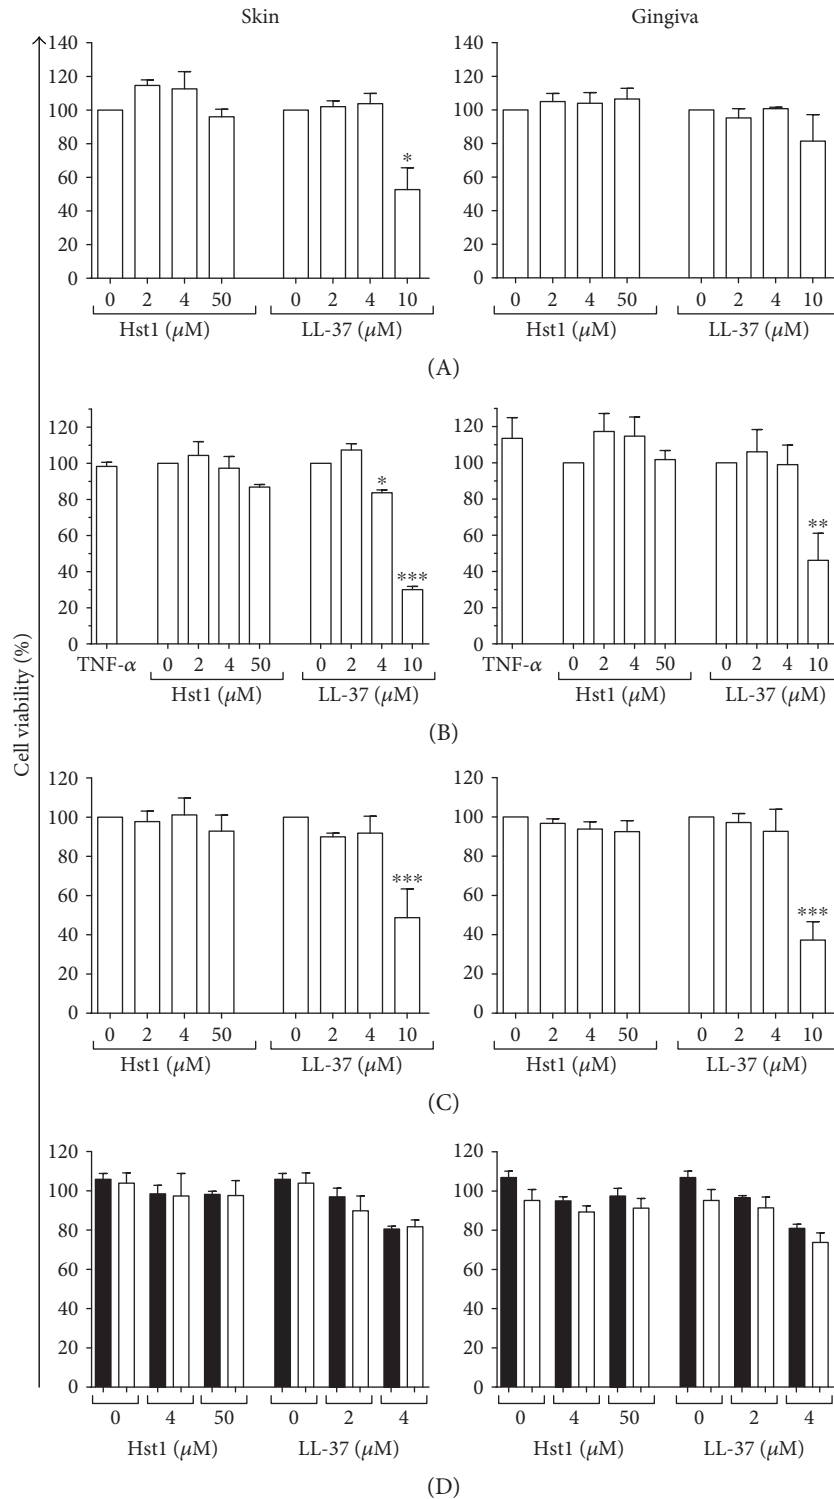 Skin
Gingiva
Cell viability (%)
140 140
120 120
100 100
80 80
60 60
40 40
20 20
0 0
*
0 2 4 50 0 2 4 10 0 2 4 50 0 2 4 10
Hst1 (μM) LL-37 (μM) Hst1 (μM) LL-37 (μM)
(A)
120 120
100 100
80 80
60 60
40 40
20 20
0 0
*
***
**
TNF-α 0 2 4 50 0 2 4 10 TNF-α 0 2 4 50 0 2 4 10
Hst1 (μM) LL-37 (μM) Hst1 (μM) LL-37 (μM)
(B)
120 120
100 100
80 80
60 60
40 40
20 20
0 0
***
***
0 2 4 50 0 2 4 10 0 2 4 50 0 2 4 10
Hst1 (μM) LL-37 (μM) Hst1 (μM) LL-37 (μM)
(C)
120 120
100 100
80 80
60 60
40 40
20 20
0 0
0 4 50 0 2 4 0 4 50 0 2 4
Hst1 (μM) LL-37 (μM) Hst1 (μM) LL-37 (μM)
(D)